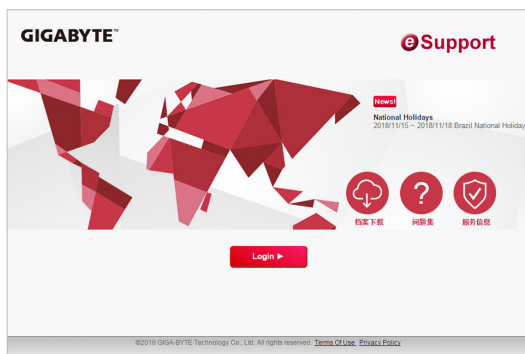 GIGABYTE™
eSupport
News!
National Holidays
2018/11/15 ~ 2018/11/18 Brazil National Holiday
档案下载
问题集
服务信息
Login ►
©2018 GIGA-BYTE Technology Co., Ltd. All rights reserved. Terms Of Use Privacy Policy